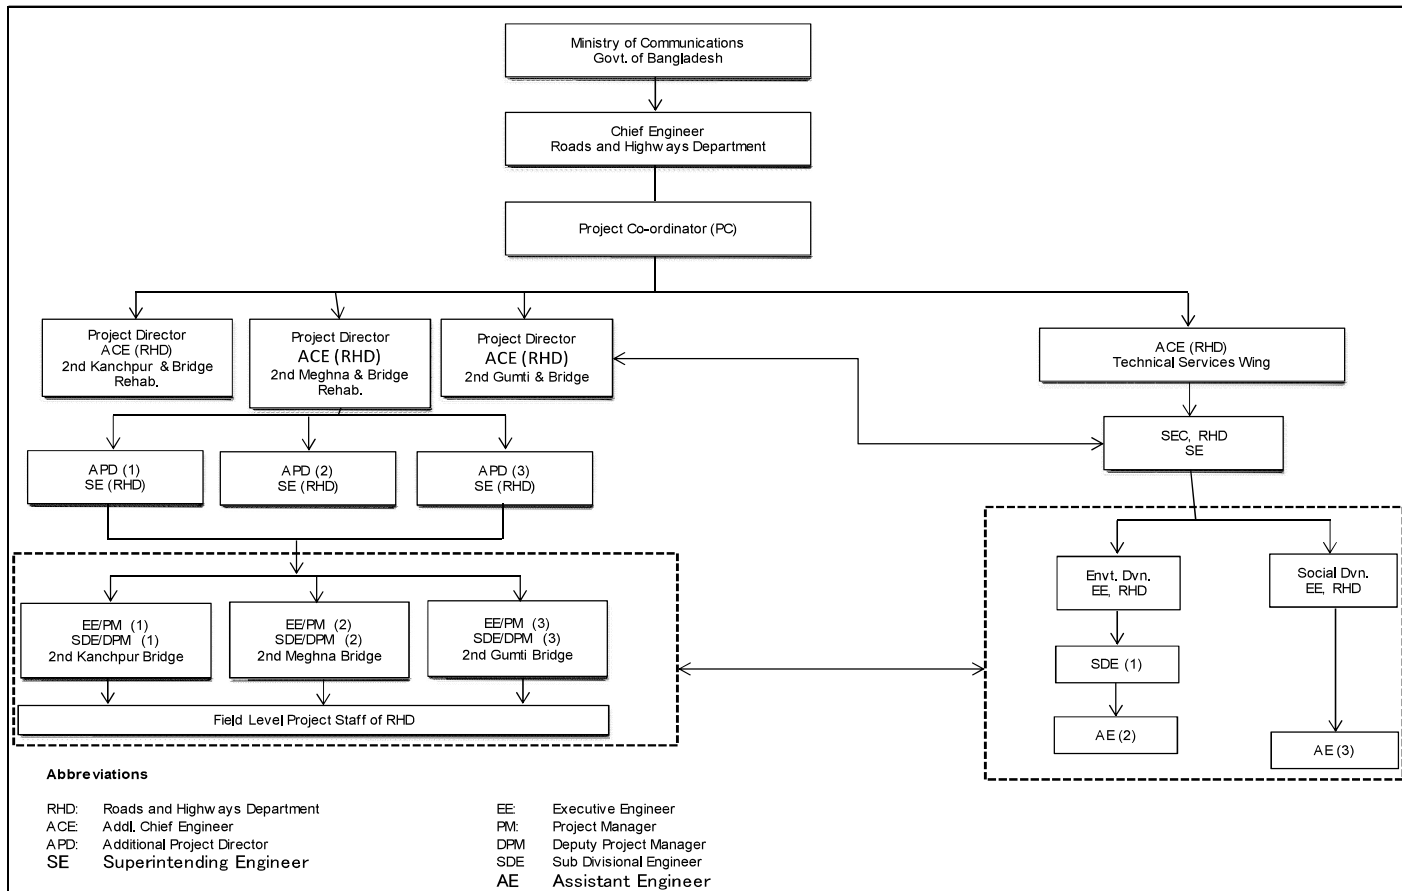 Ministry of Communications
Govt. of Bangladesh
Chief Engineer
Roads and Highways Department
Project Co-ordinator (PC)
Project Director
ACE (RHD)
2nd Kanchpur & Bridge
Rehab.
Project Director
ACE (RHD)
2nd Meghna & Bridge
Rehab.
Project Director
ACE (RHD)
2nd Gumti & Bridge
ACE (RHD)
Technical Services Wing
SEC, RHD
SE
APD (1)
SE (RHD)
APD (2)
SE (RHD)
APD (3)
SE (RHD)
EE/PM (1)
SDE/DPM (1)
2nd Kanchpur Bridge
EE/PM (2)
SDE/DPM (2)
2nd Meghna Bridge
EE/PM (3)
SDE/DPM (3)
2nd Gumti Bridge
Field Level Project Staff of RHD
Envt. Dvn.
EE, RHD
Social Dvn.
EE, RHD
SDE (1)
AE (2)
AE (3)
Abbreviations
RHD: Roads and Highways Department
ACE: Addl. Chief Engineer
APD: Additional Project Director
SE Superintending Engineer
EE: Executive Engineer
PM: Project Manager
DPM Deputy Project Manager
SDE Sub Divisional Engineer
AE Assistant Engineer